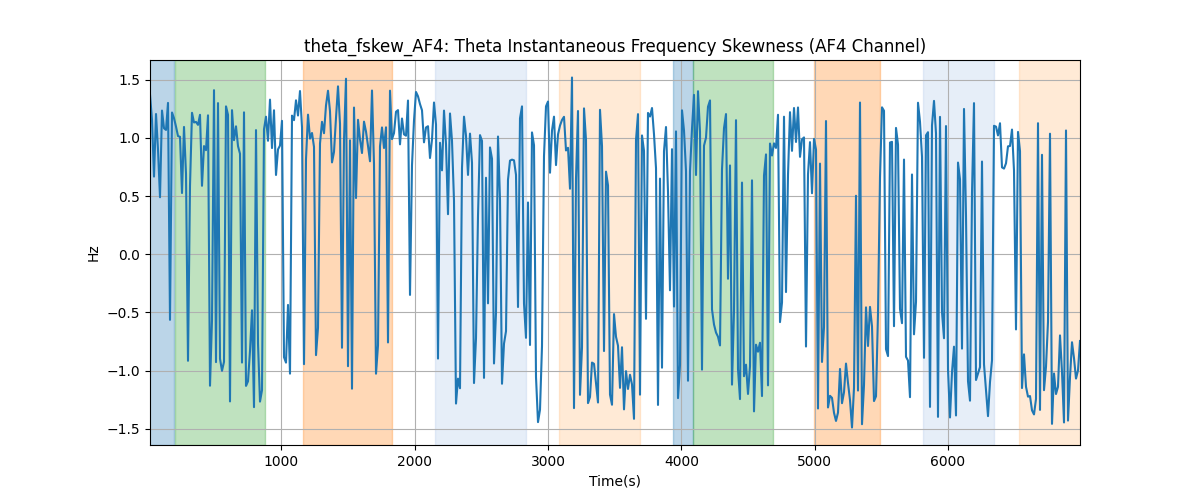 theta_fskew_AF4: Theta Instantaneous Frequency Skewness (AF4 Channel)
1.5
1.0
0.5
0.0
−0.5
−1.0
−1.5
Hz
1000 2000 3000 4000 5000 6000
Time(s)